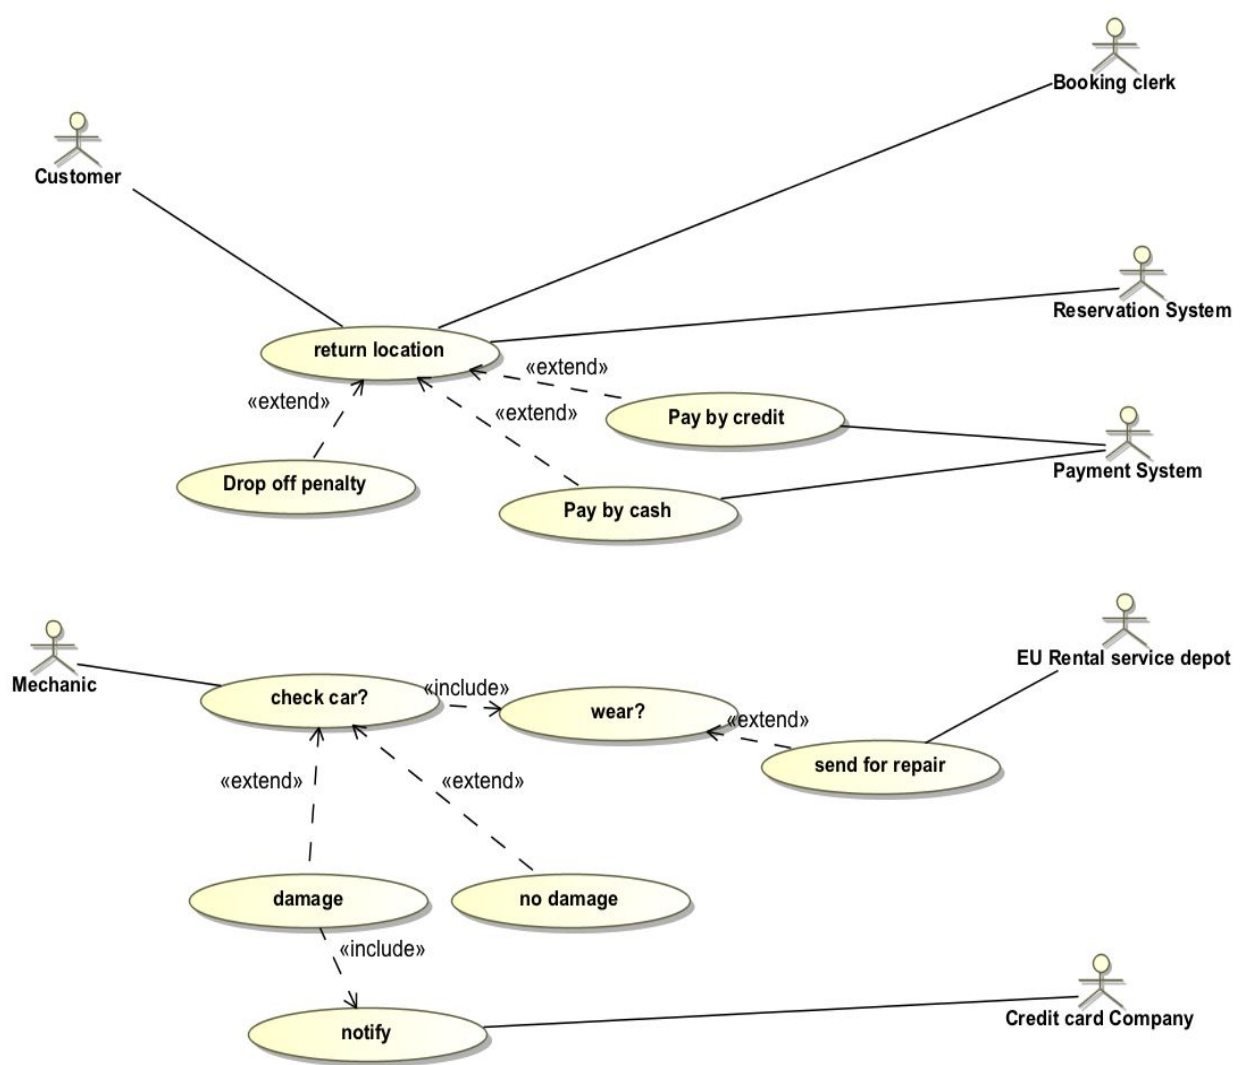 Booking clerk
Customer
Reservation System
return location
«extend»
«extend»
«extend»
Pay by credit
Payment System
Drop off penalty
Pay by cash
EU Rental service depot
Mechanic
check car?
«include»
wear?
«extend»
send for repair
«extend»
«extend»
damage
no damage
«include»
Credit card Company
notify